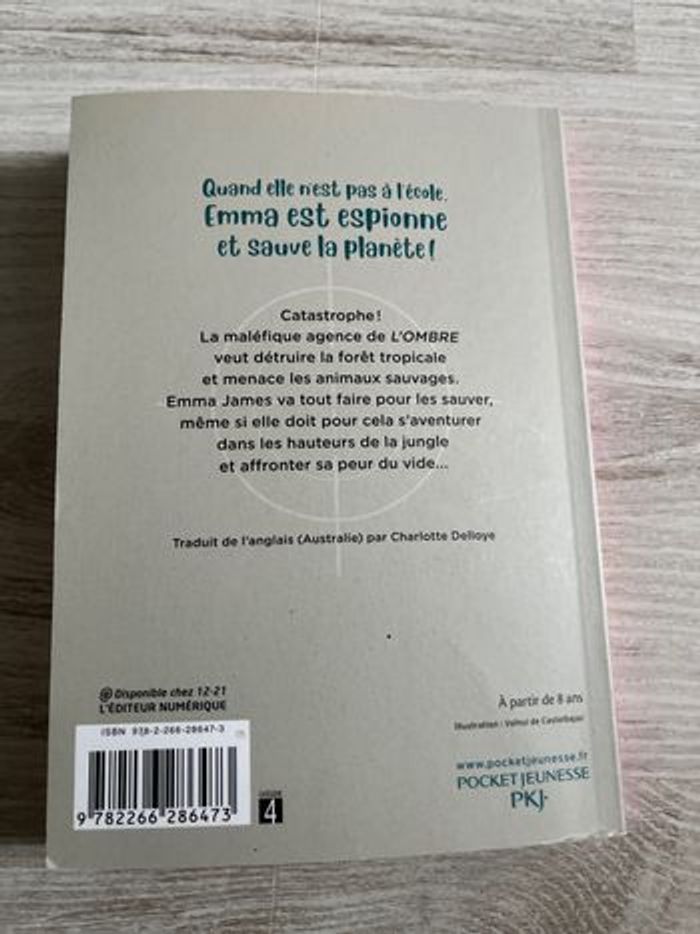 Quand elle n'est pas à l'école,
Emma est espionne
et sauve la planète !
Catastrophe !
La maléfique agence de L'OMBRE
veut détruire la forêt tropicale
et menace les animaux sauvages.
Emma James va tout faire pour les sauver,
même si elle doit pour cela s'aventurer
dans les hauteurs de la jungle
et affronter sa peur du vide...
Traduit de l'anglais (Australie) par Charlotte Delloye
Disponible chez 12-21
L'ÉDITEUR NUMÉRIQUE
ISBN 978-2-266-28647-3
9 782266 286473
4
À partir de 8 ans
Illustration :
www.pocketjeunesse.fr
POCKET JEUNESSE
PKJ•